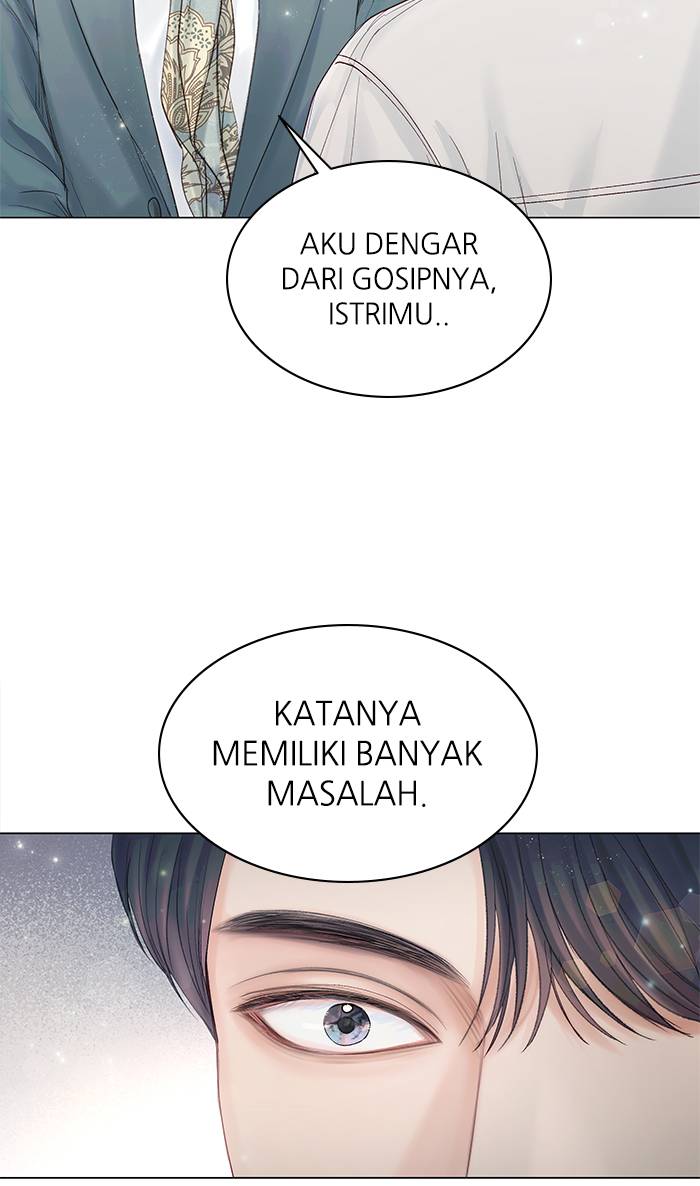 AKU DENGAR
DARI GOSIPNYA,
ISTRIMU..
KATANYA
MEMILIKI BANYAK
MASALAH.